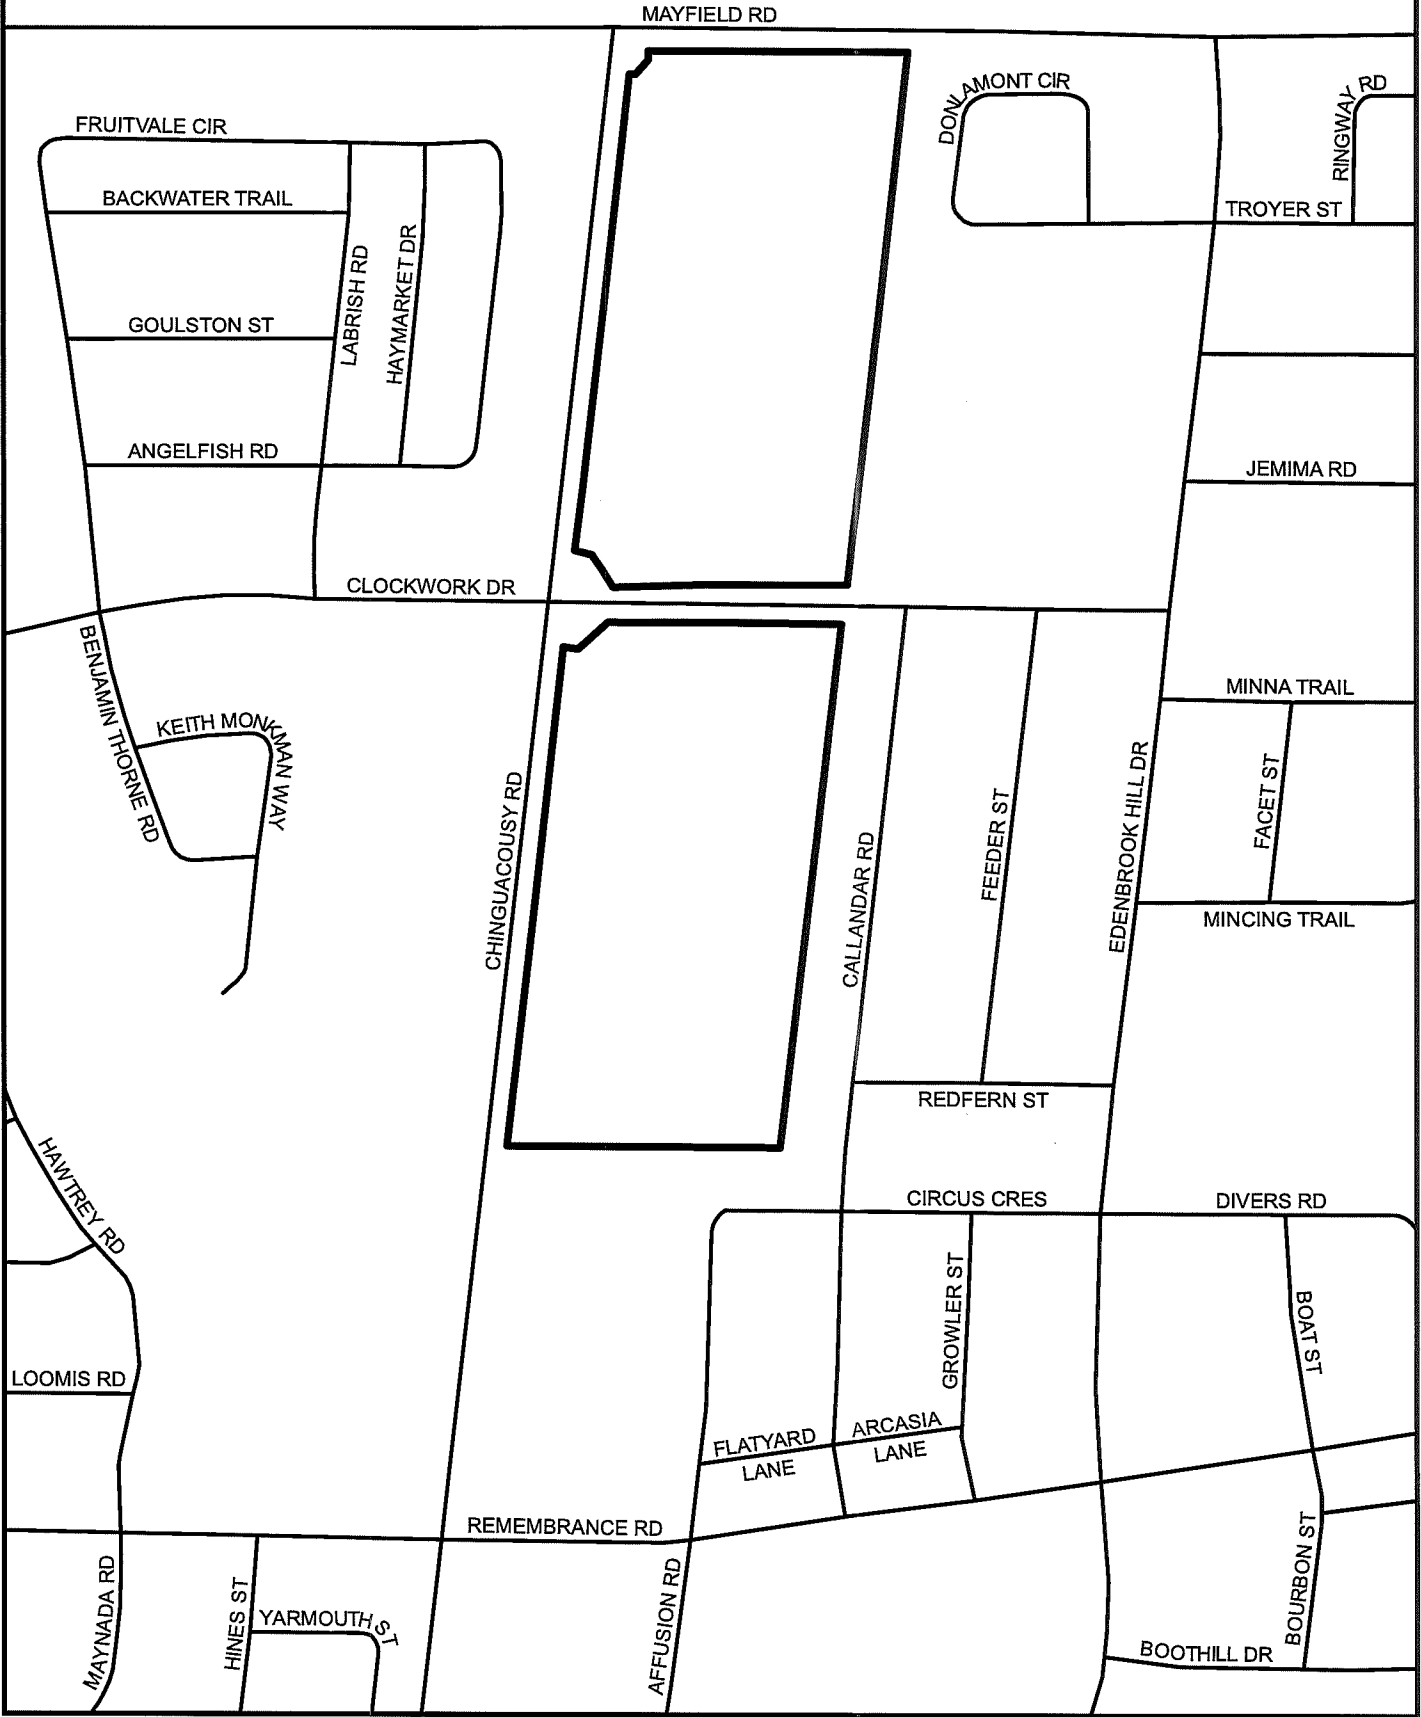 MAYFIELD RD
DONLAMONT CIR
RINGWAY RD
FRUITVALE CIR
BACKWATER TRAIL
TROYER ST
LABRISH RD
HAYMARKET DR
GOULSTON ST
ANGELFISH RD
JEMIMA RD
CLOCKWORK DR
BENJAMIN THORNE RD
KEITH MONKMAN WAY
MINNA TRAIL
CHINGUACOUSY RD
CALLANDAR RD
FEEDER ST
EDENBROOK HILL DR
FACET ST
MINCING TRAIL
REDFERN ST
HAWTREY RD
CIRCUS CRES
DIVERS RD
GROWLER ST
BOAT ST
LOOMIS RD
FLATYARD
LANE
ARCASIA
LANE
REMEMBRANCE RD
MAYNADA RD
HINES ST
YARMOUTH ST
AFFUSION RD
BOURBON ST
BOOTHILL DR